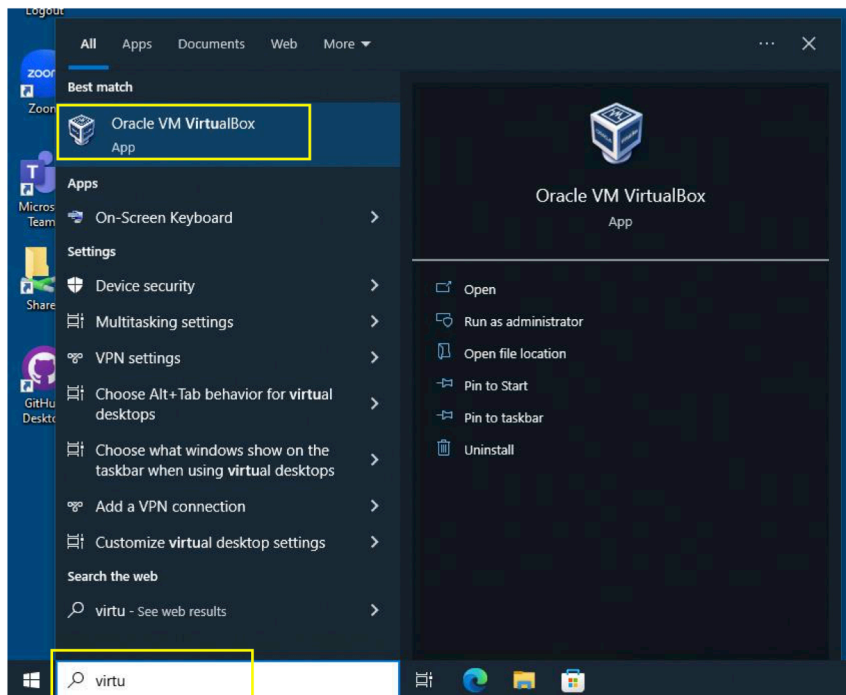 Logout
All Apps Documents Web More
Best match
Oracle VM VirtualBox
App
Apps
On-Screen Keyboard
Settings
Device security
Multitasking settings
VPN settings
Choose Alt+Tab behavior for virtual
desktops
Choose what windows show on the
taskbar when using virtual desktops
Add a VPN connection
Customize virtual desktop settings
Search the web
virtu - See web results
virtu
Oracle VM VirtualBox
App
Open
Run as administrator
Open file location
Pin to Start
Pin to taskbar
Uninstall
zoom
Zoom
T
Micros
Team
Share
GitHu
Deskto